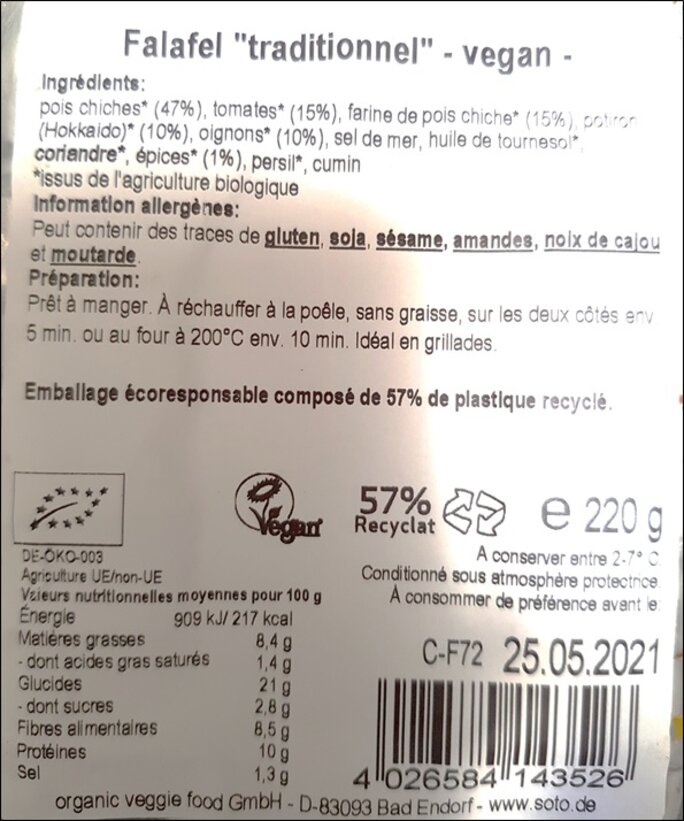 Falafel "traditionnel" - vegan -
Ingrédients:
pois chiches* (47%), tomates* (15%), farine de pois chiche* (15%), potiron
(Hokkaido)* (10%), oignons* (10%), sel de mer, huile de tournesol*,
coriandre*, épices* (1%), persil*, cumin
*issus de l'agriculture biologique
Information allergènes:
Peut contenir des traces de gluten, soja, sésame, amandes, noix de cajou
et moutarde.
Préparation:
Prêt à manger. À réchauffer à la poêle, sans graisse, sur les deux côtés env
5 min. ou au four à 200°C env. 10 min. Idéal en grillades.
Emballage écoresponsable composé de 57% de plastique recyclé.
Vegan
57%
Recyclat
e 220 g
DE-ÖKO-003
Agriculture UE/non-UE
A conserver entre 2-7° C.
Conditionné sous atmosphère protectrice.
À consommer de préférence avant le:
C-F72 25.05.2021
Valeurs nutritionnelles moyennes pour 100 g
Énergie 909 kJ/ 217 kcal
Matières grasses 8,4 g
- dont acides gras saturés 1,4 g
Glucides 21 g
- dont sucres 2,8 g
Fibres alimentaires 8,5 g
Protéines 10 g
Sel 1,3 g
4 026584 143526
organic veggie food GmbH - D-83093 Bad Endorf - www.soto.de